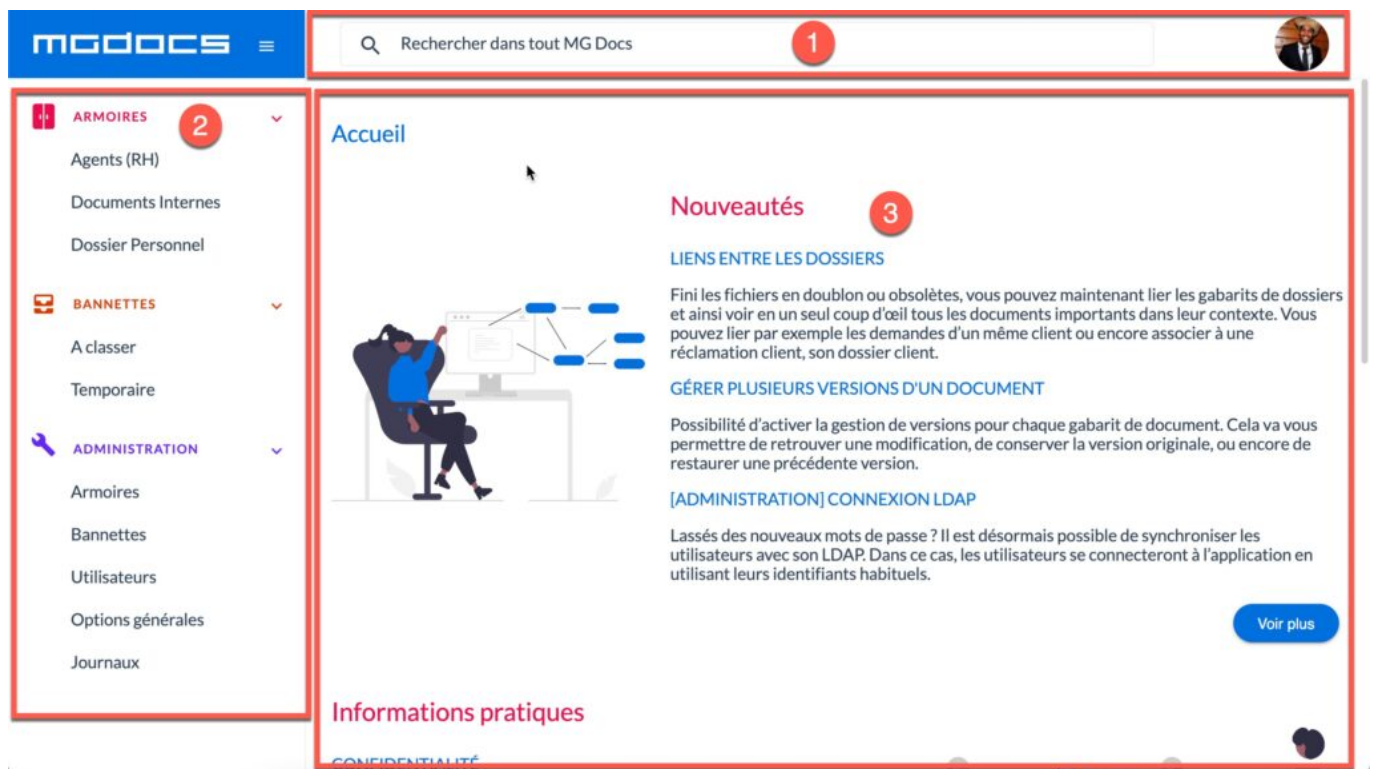 mgdocs
Rechercher dans tout MG Docs
1
ARMOIRES
2
Agents (RH)
Documents Internes
Dossier Personnel
BANNETTES
A classer
Temporaire
ADMINISTRATION
Armoires
Bannettes
Utilisateurs
Options générales
Journaux
Accueil
Nouveautés
3
LIENS ENTRE LES DOSSIERS
Fini les fichiers en doublon ou obsolètes, vous pouvez maintenant lier les gabarits de dossiers
et ainsi voir en un seul coup d'œil tous les documents importants dans leur contexte. Vous
pouvez lier par exemple les demandes d'un même client ou encore associer à une
réclamation client, son dossier client.
GÉRER PLUSIEURS VERSIONS D'UN DOCUMENT
Possibilité d'activer la gestion de versions pour chaque gabarit de document. Cela va vous
permettre de retrouver une modification, de conserver la version originale, ou encore de
restaurer une précédente version.
[ADMINISTRATION] CONNEXION LDAP
Lassés des nouveaux mots de passe ? Il est désormais possible de synchroniser les
utilisateurs avec son LDAP. Dans ce cas, les utilisateurs se connecteront à l'application en
utilisant leurs identifiants habituels.
Voir plus
Informations pratiques
CONFIDENTIALITÉ